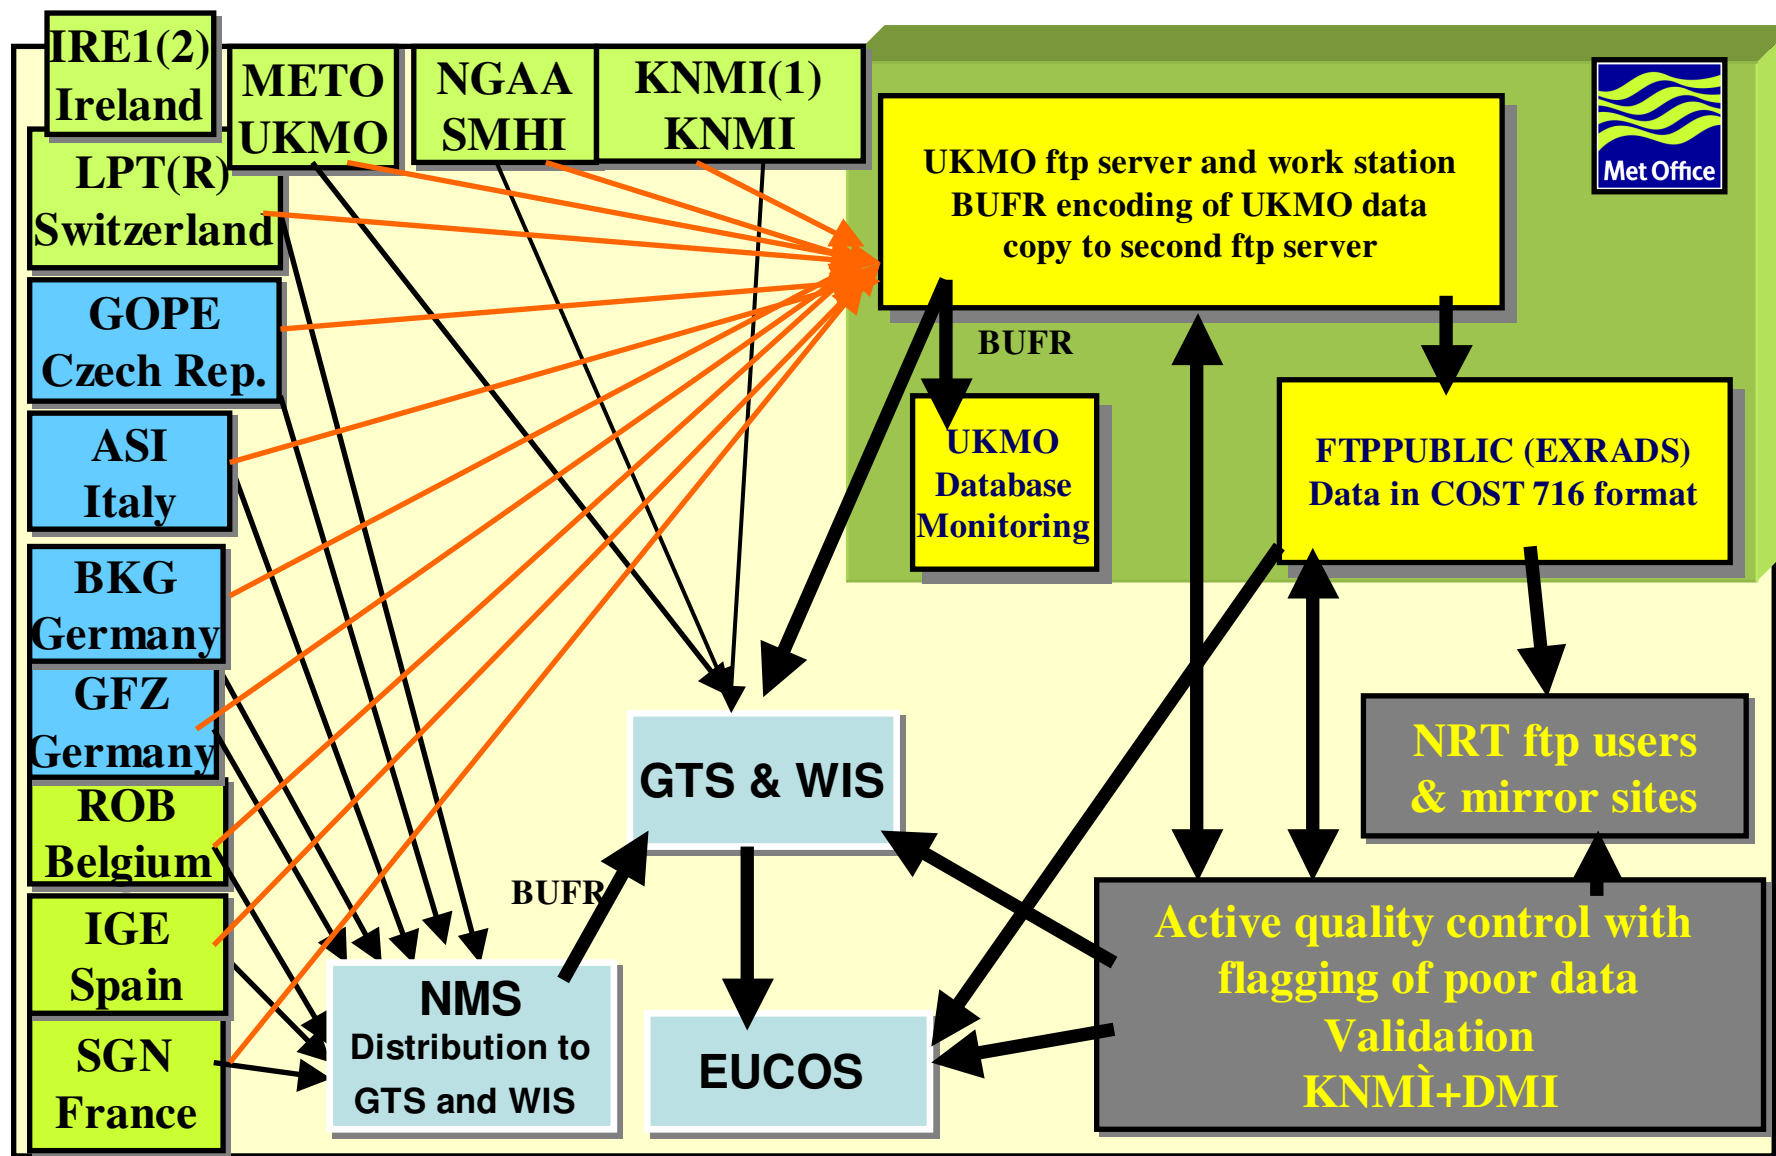 IRE1(2)
Ireland
METO
UKMO
NGAA
SMHI
KNMI(1)
KNMI
LPT(R)
Switzerland
GOPE
Czech Rep.
ASI
Italy
BKG
Germany
GFZ
Germany
ROB
Belgium
IGE
Spain
SGN
France
UKMO ftp server and work station
BUFR encoding of UKMO data
copy to second ftp server
Met Office
BUFR
UKMO
Database
Monitoring
FTPPUBLIC (EXRADS)
Data in COST 716 format
GTS & WIS
NRT ftp users
& mirror sites
BUFR
NMS
Distribution to
GTS and WIS
EUCOS
Active quality control with
flagging of poor data
Validation
KNMÌ+DMI